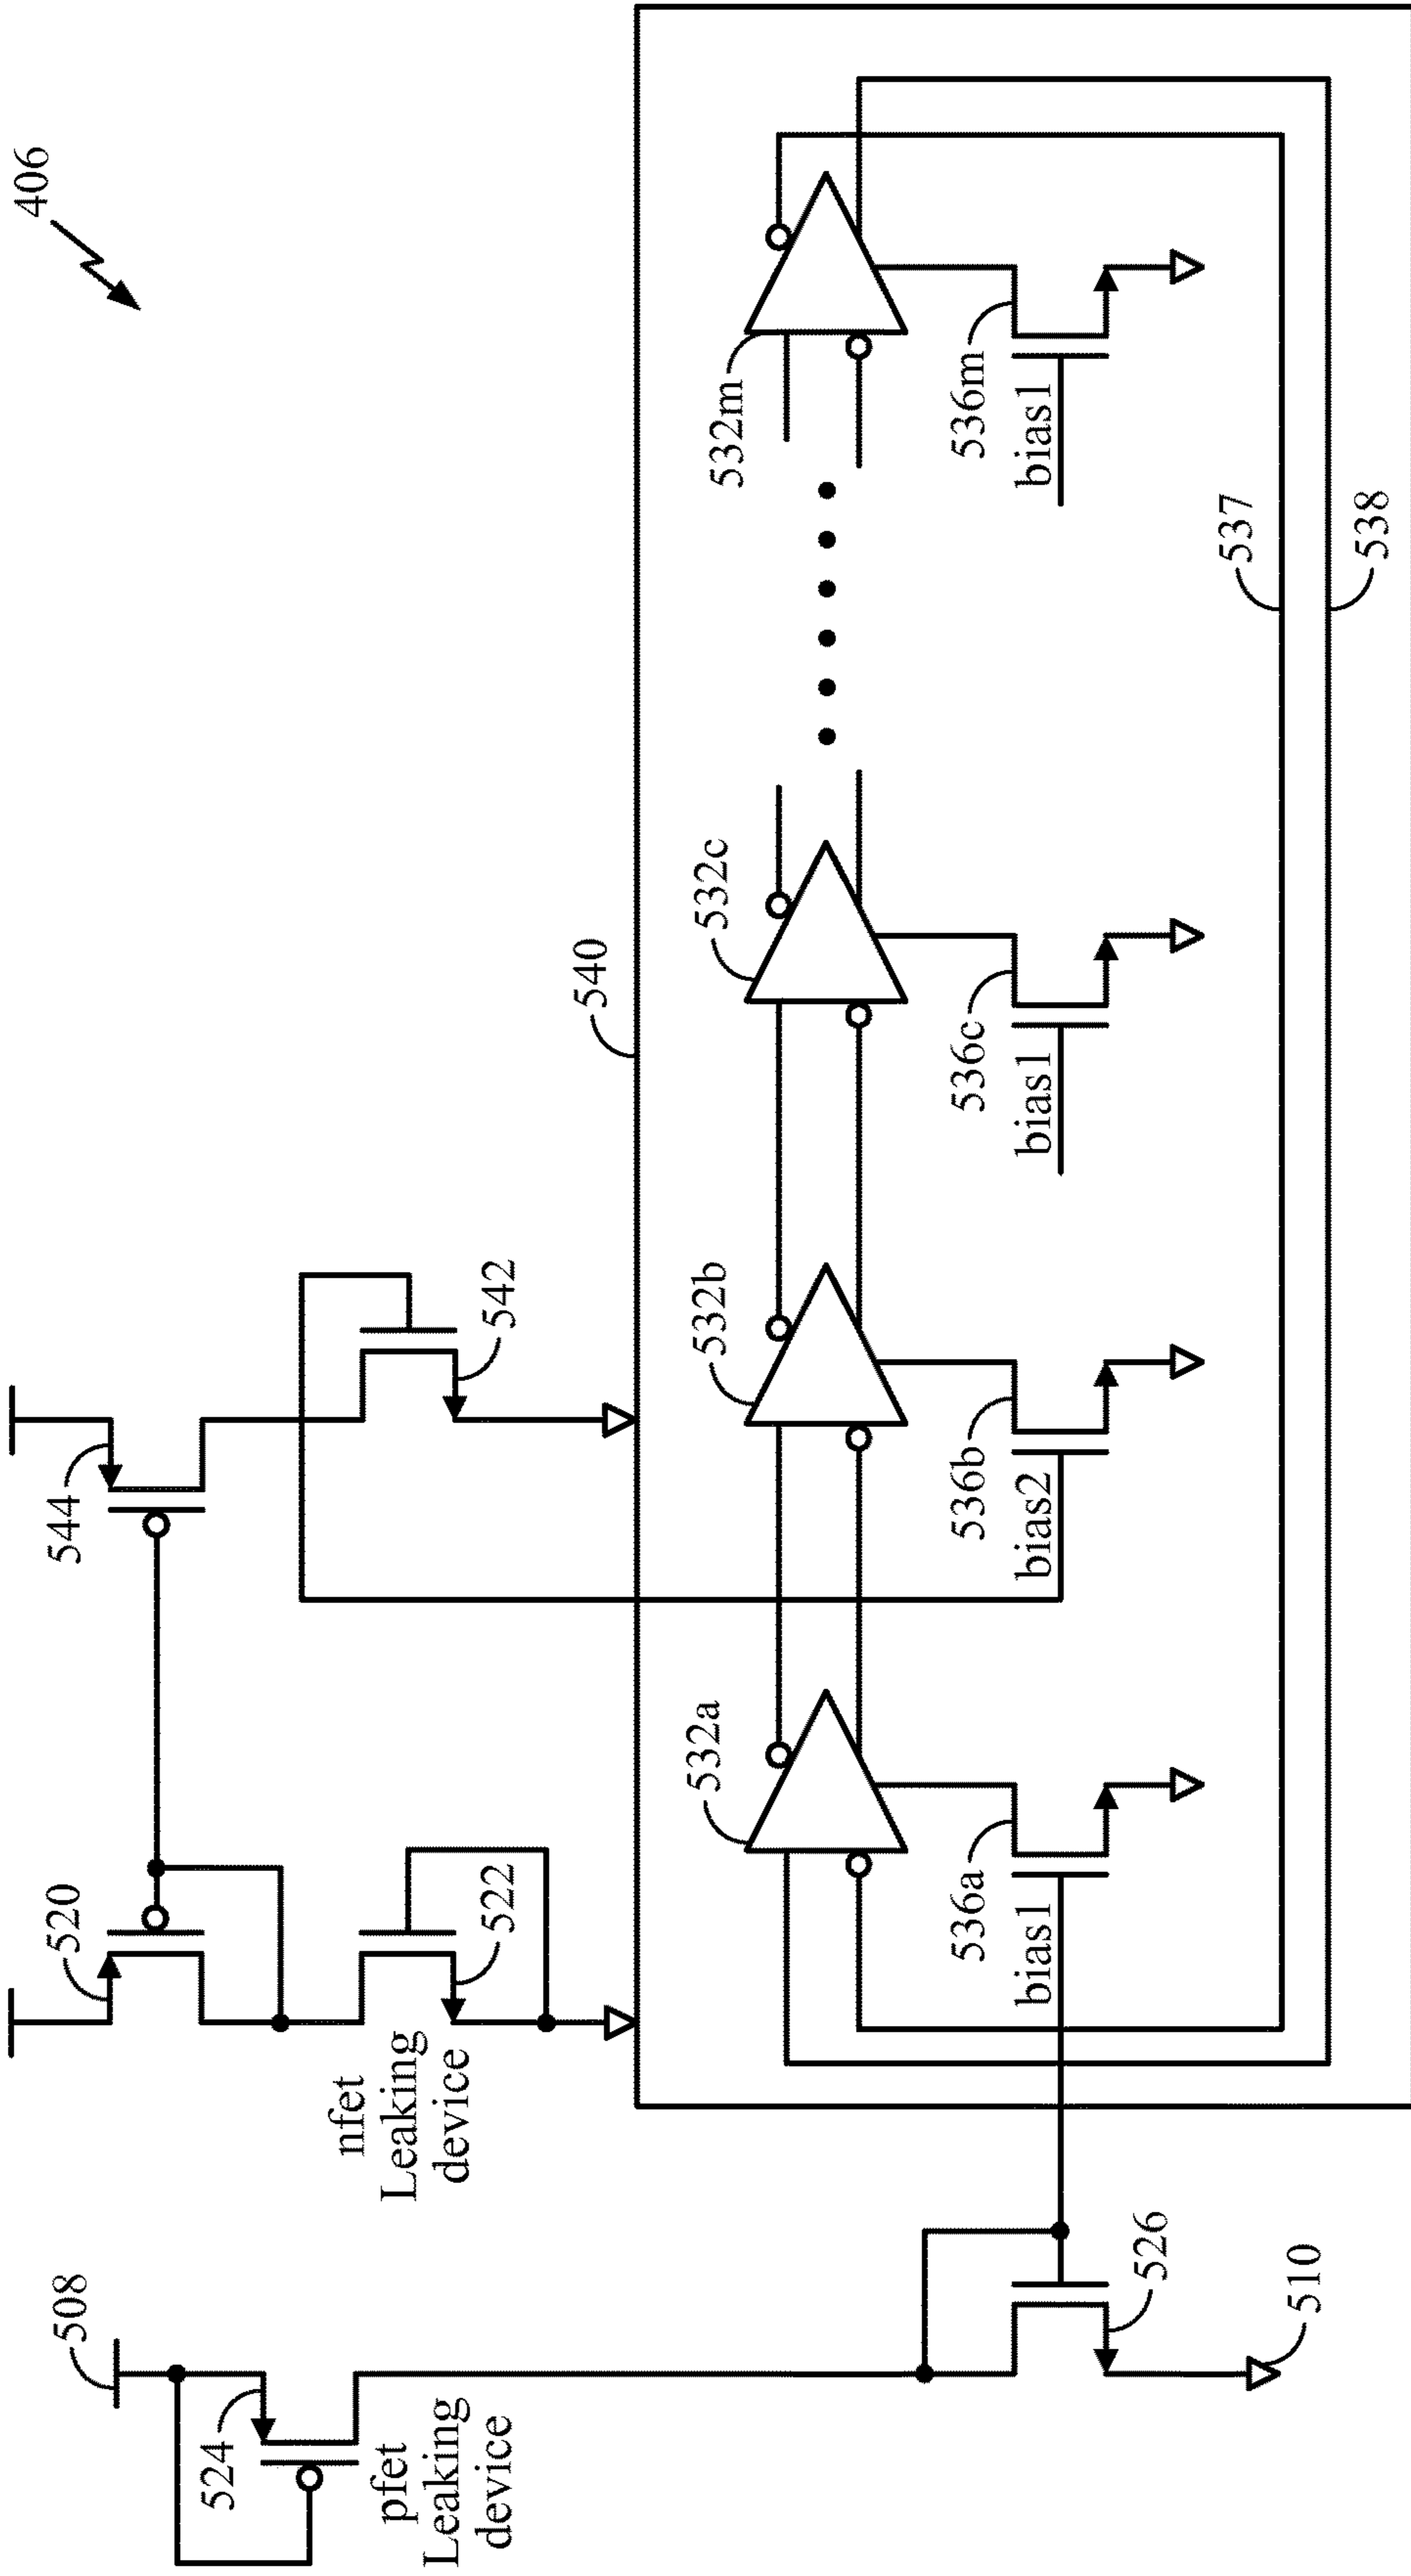 406
508
524
pfet
Leaking
device
520
522
nfet
Leaking
device
544
542
540
532a
532b
532c
532m
536a
bias1
536b
bias2
536c
bias1
536m
bias1
526
510
537
538